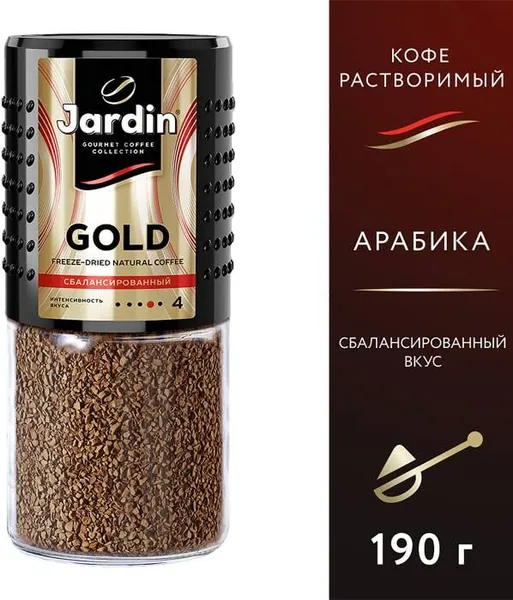 Jardin
GOURMET COFFEE
COLLECTION
GOLD
FREEZE-DRIED NATURAL COFFEE
СБАЛАНСИРОВАННЫЙ
ИНТЕНСИВНОСТЬ
ВКУСА
4
КОФЕ
РАСТВОРИМЫЙ
АРАБИКА
СБАЛАНСИРОВАННЫЙ
ВКУС
190 г